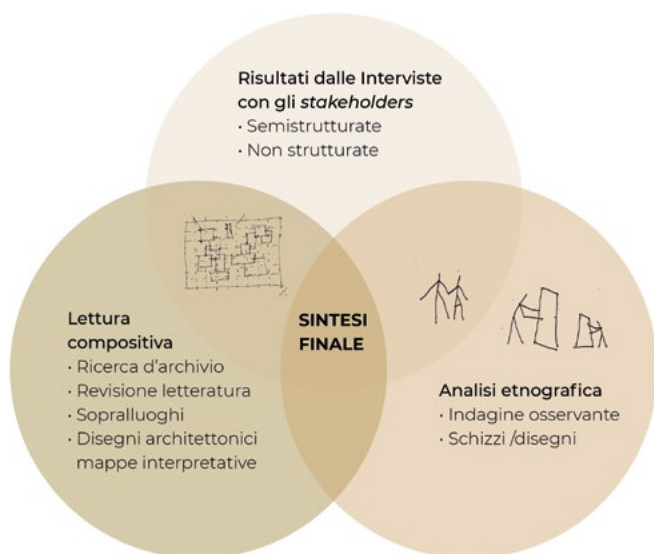 Risultati dalle Interviste
con gli stakeholders
· Semistrutturate
· Non strutturate
Lettura
compositiva
· Ricerca d'archivio
· Revisione letteratura
· Sopralluoghi
· Disegni architettonici
mappe interpretative
SINTESI
FINALE
Analisi etnografica
· Indagine osservante
· Schizzi /disegni